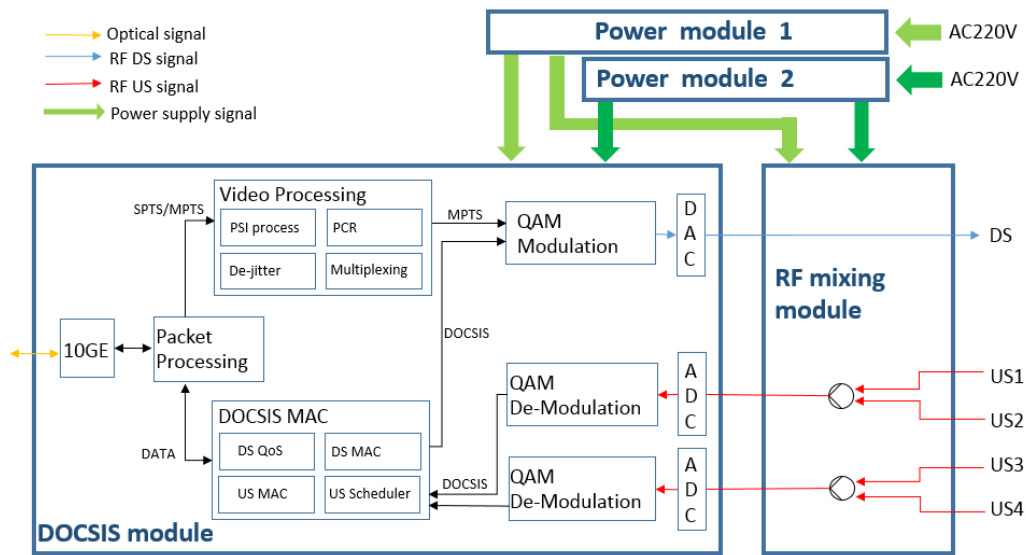 Optical signal
RF DS signal
RF US signal
Power supply signal
Power module 1
AC220V
Power module 2
AC220V
Video Processing
SPTS/MPTS
PSI process
PCR
De-jitter
Multiplexing
MPTS
QAM
Modulation
D
A
C
DS
RF mixing
module
10GE
Packet
Processing
DOCSIS
QAM
De-Modulation
A
D
C
US1
US2
DOCSIS MAC
DATA
DS QoS
DS MAC
US MAC
US Scheduler
DOCSIS
QAM
De-Modulation
A
D
C
US3
US4
DOCSIS module